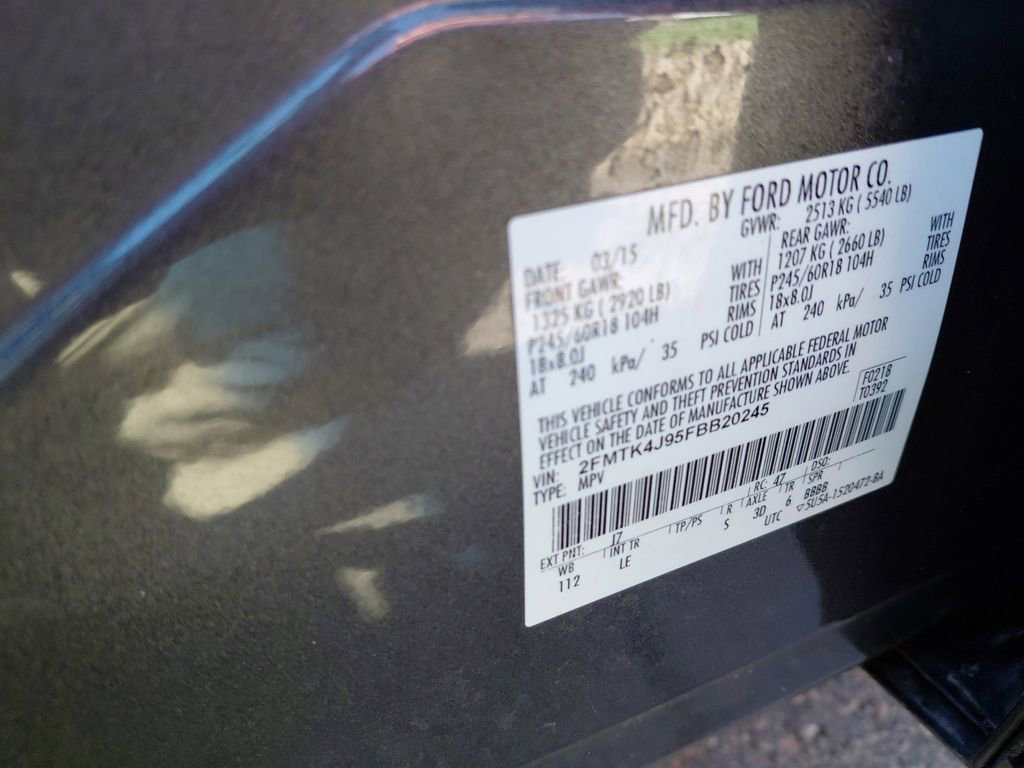 MFD. BY FORD MOTOR CO.
DATE: 03/15 GVWR: 2513 KG ( 5540 LB)
FRONT GAWR: REAR GAWR:
1325 KG ( 2920 LB) WITH 1207 KG ( 2660 LB) WITH
P245/60R18 104H TIRES P245/60R18 104H TIRES
18x8.0J RIMS 18x8.0J RIMS
AT 240 kPa/ 35 PSI COLD AT 240 kPa/ 35 PSI COLD
THIS VEHICLE CONFORMS TO ALL APPLICABLE FEDERAL MOTOR
VEHICLE SAFETY AND THEFT PREVENTION STANDARDS IN
EFFECT ON THE DATE OF MANUFACTURE SHOWN ABOVE.
VIN: 2FMTK4J95FBB20245 F0218
TYPE: MPV T0392
EXT PNT: J7 RC: 47 DSO:
WB INT TR TP/PS R AXLE TR SPR
112 LE S 3D 6 BBBB
UTC ▽5U5A-1520472-BA